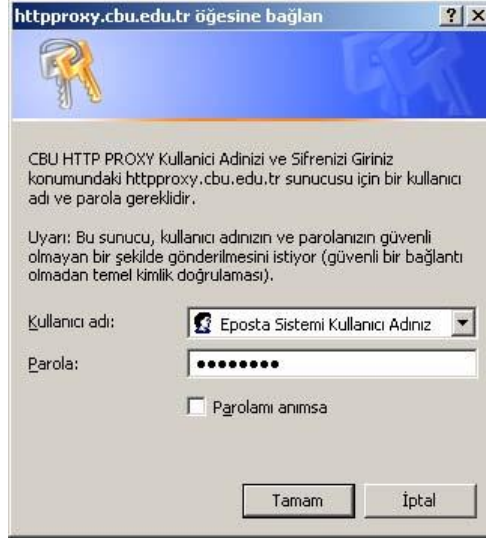 httpproxy.cbu.edu.tr öğesine bağlan
CBU HTTP PROXY Kullanici Adinizi ve Sifrenizi Giriniz
konumundaki httpproxy.cbu.edu.tr sunucusu için bir kullanıcı
adı ve parola gereklidir.
Uyarı: Bu sunucu, kullanıcı adınızın ve parolanızın güvenli
olmayan bir şekilde gönderilmesini istiyor (güvenli bir bağlantı
olmadan temel kimlik doğrulaması).
Kullanıcı adı:
Eposta Sistemi Kullanıcı Adınız
Parola:
●●●●●●●●
Parolamı anımsa
Tamam
İptal